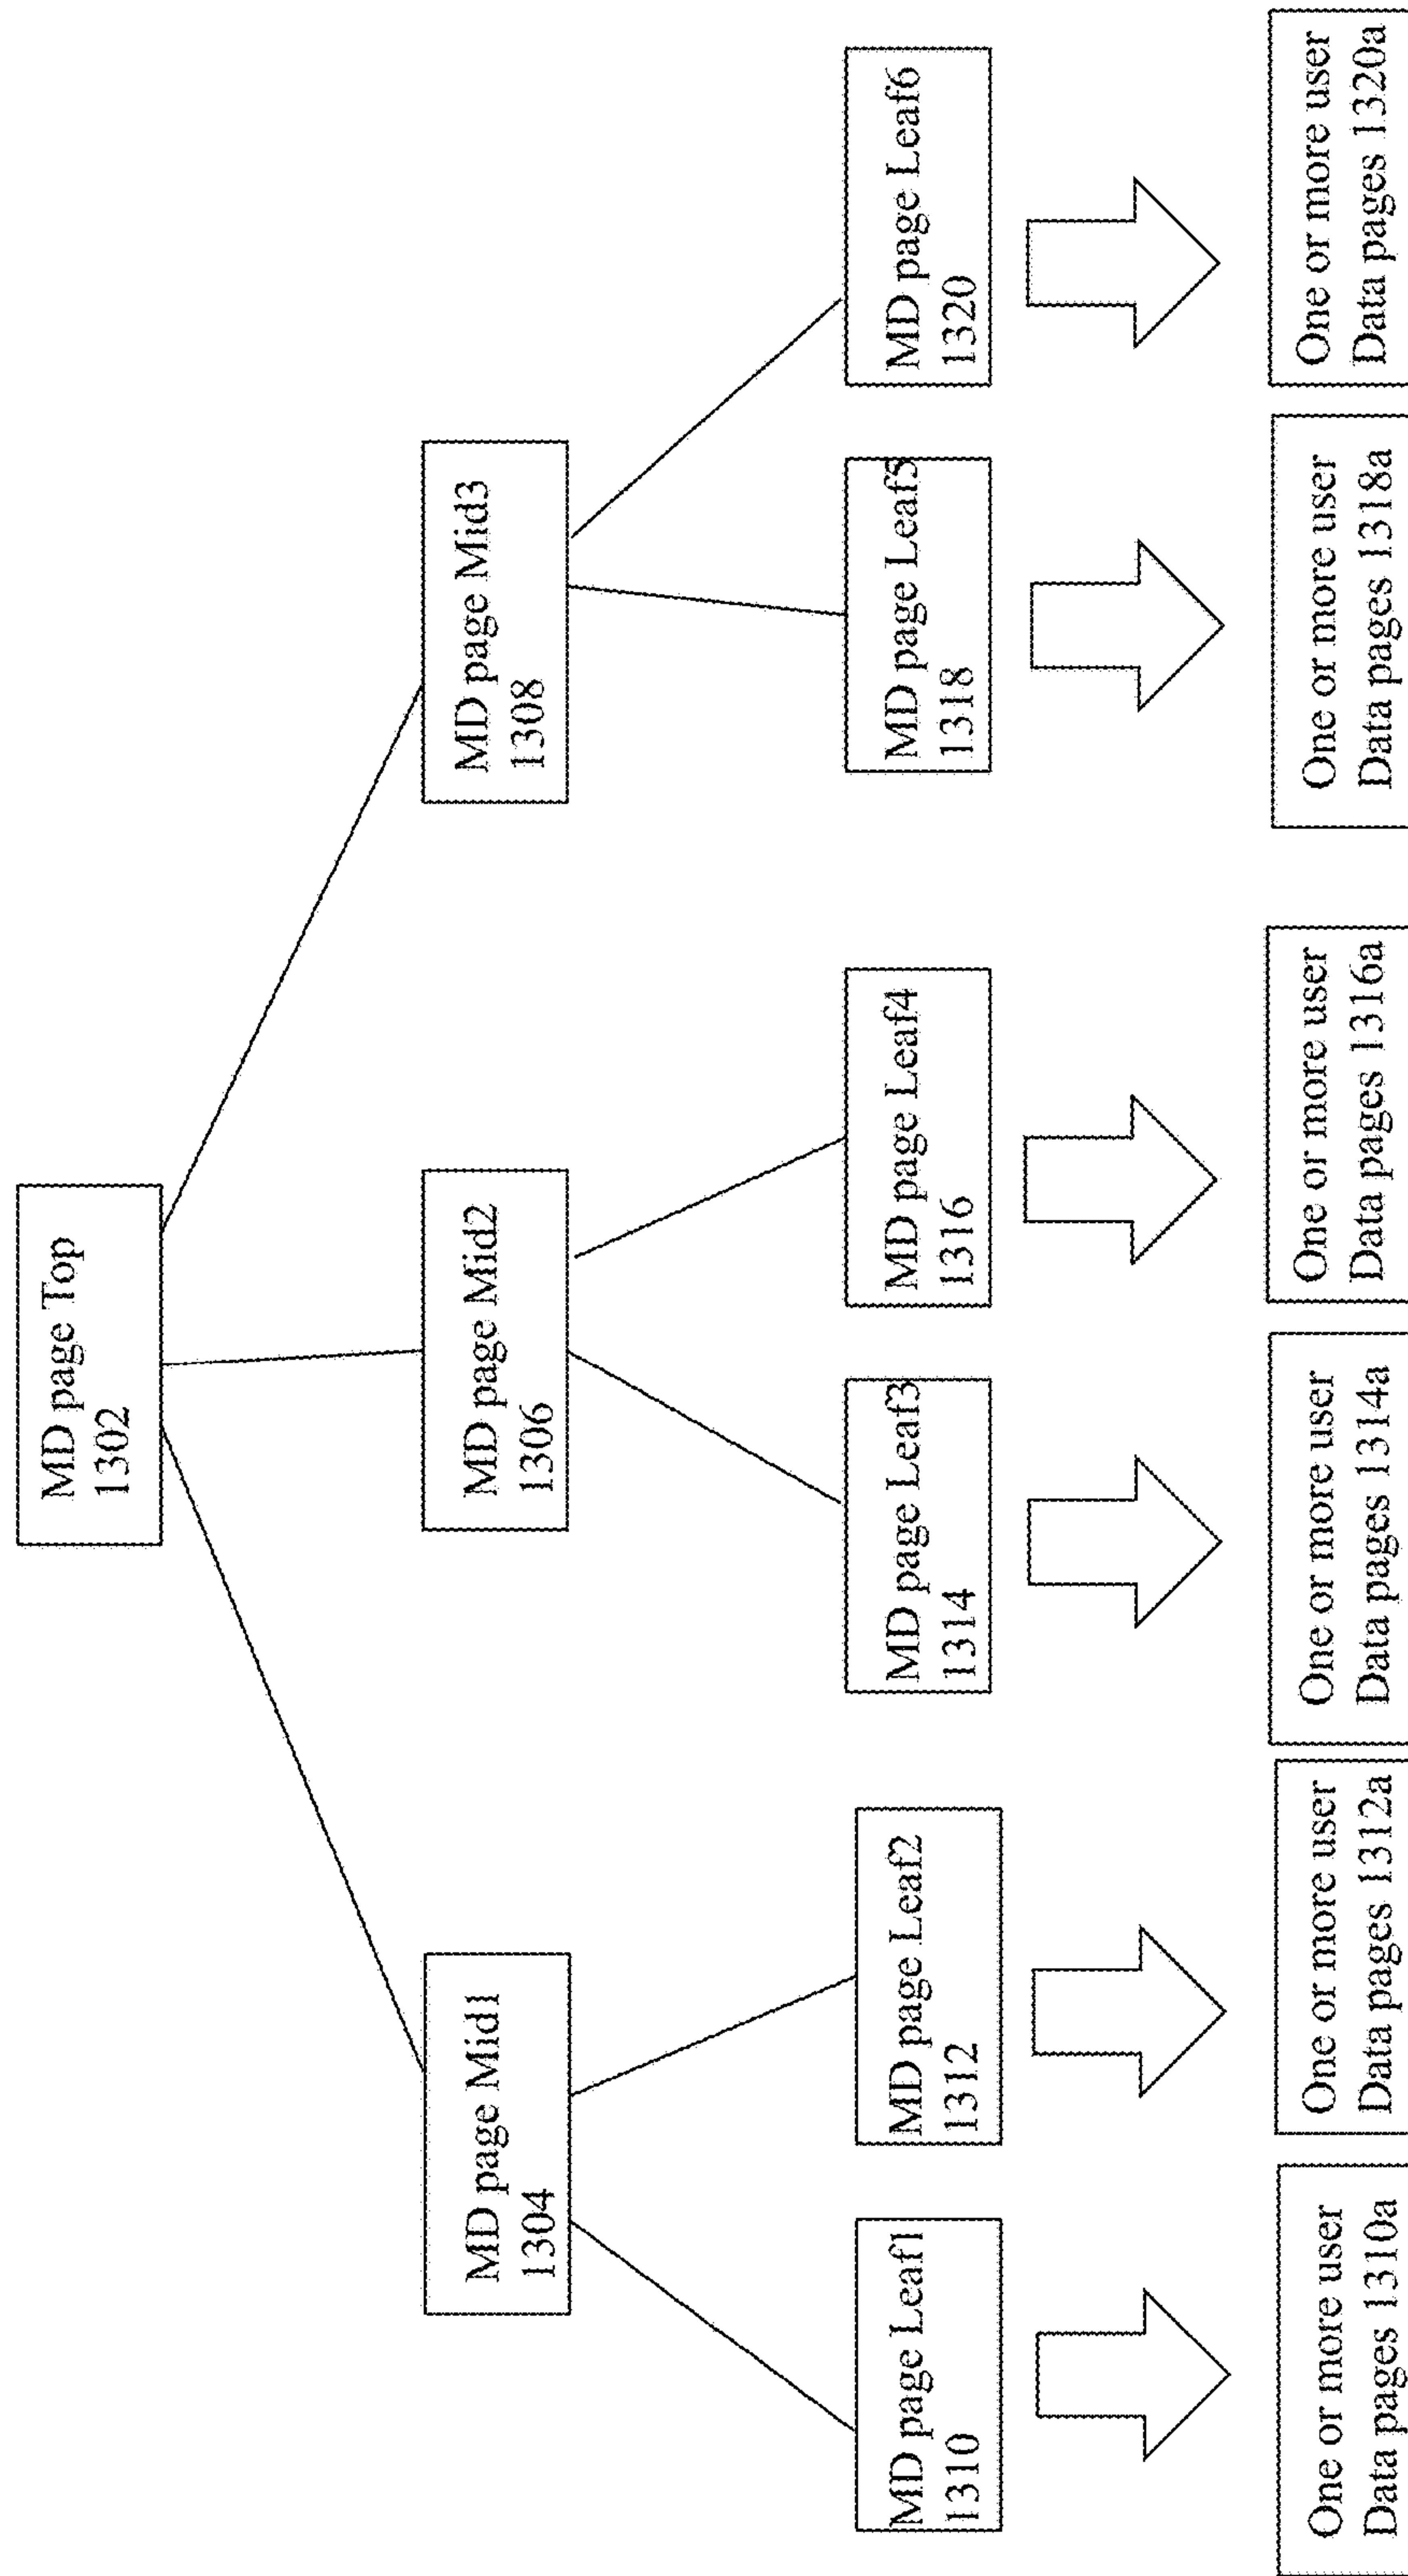 MD page Top
1302
MD page Mid1
1304
MD page Mid2
1306
MD page Mid3
1308
MD page Leaf1
1310
MD page Leaf2
1312
MD page Leaf3
1314
MD page Leaf4
1316
MD page Leaf5
1318
MD page Leaf6
1320
One or more user
Data pages 1310a
One or more user
Data pages 1312a
One or more user
Data pages 1314a
One or more user
Data pages 1316a
One or more user
Data pages 1318a
One or more user
Data pages 1320a